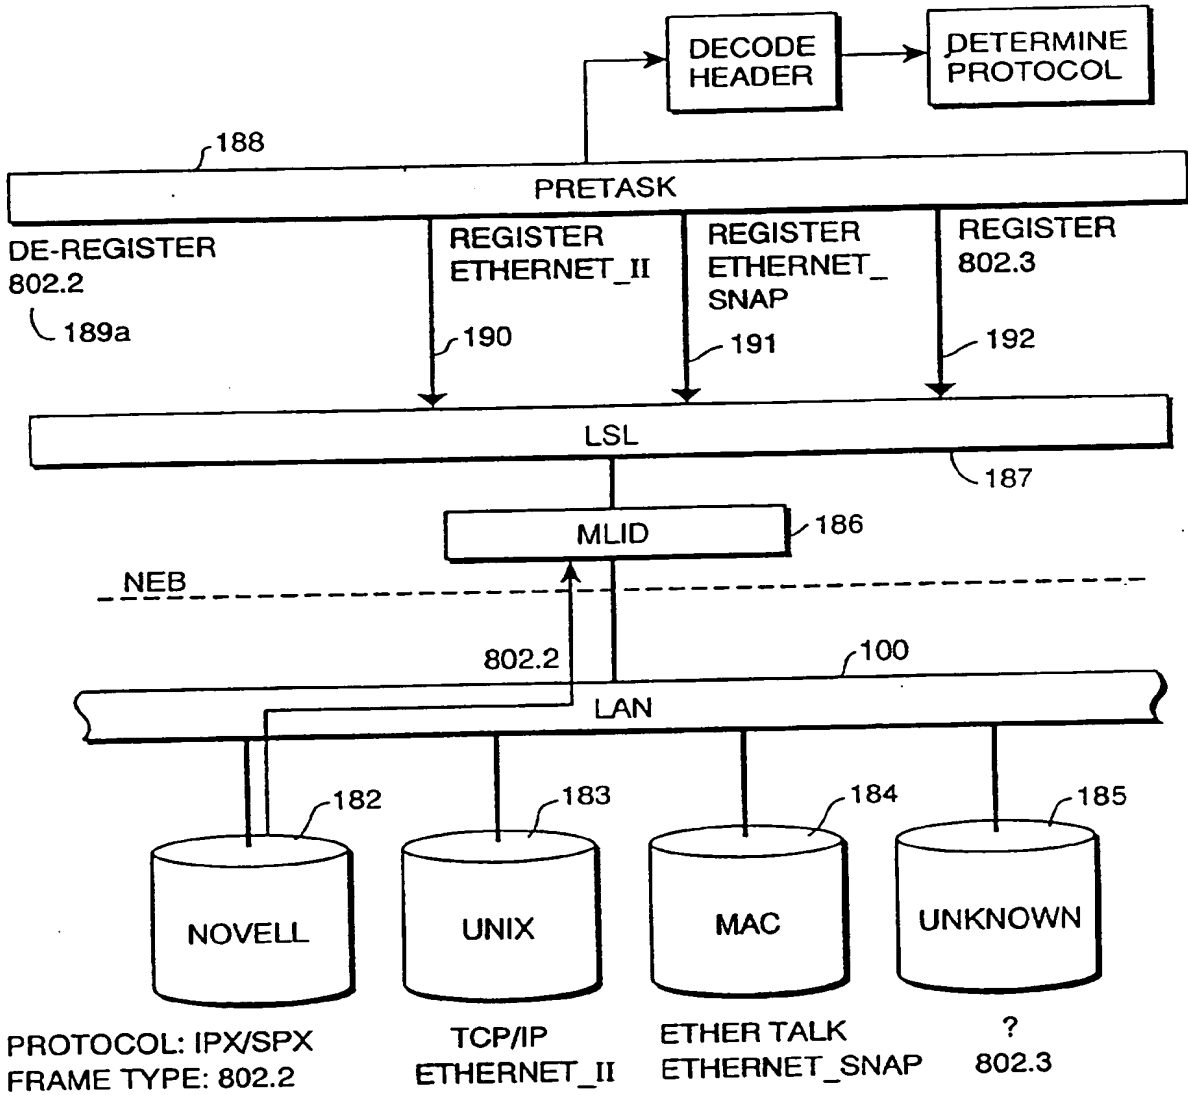 DECODE
HEADER
DETERMINE
PROTOCOL
188
PRETASK
DE-REGISTER
802.2
189a
REGISTER
ETHERNET_II
190
REGISTER
ETHERNET_
SNAP
191
REGISTER
802.3
192
LSL
187
MLID
186
NEB
802.2
100
LAN
182
183
184
185
NOVELL
UNIX
MAC
UNKNOWN
PROTOCOL: IPX/SPX
FRAME TYPE: 802.2
TCP/IP
ETHERNET_II
ETHER TALK
ETHERNET_SNAP
?
802.3